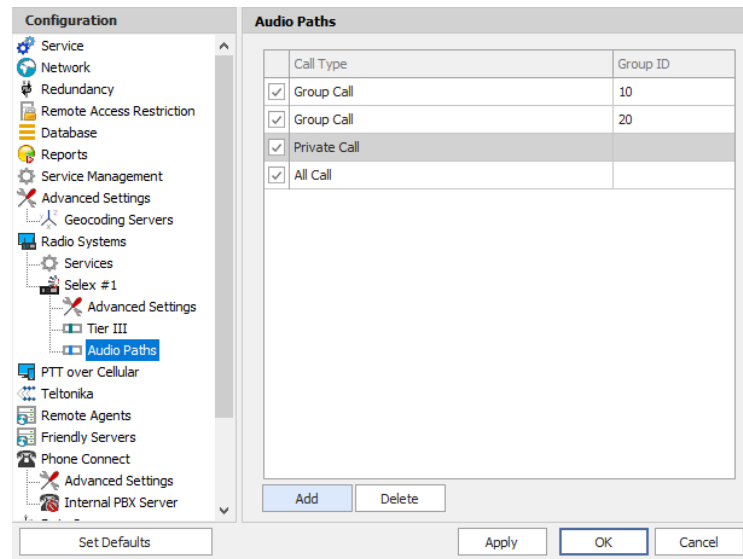 Configuration
Service
Network
Redundancy
Remote Access Restriction
Database
Reports
Service Management
Advanced Settings
Geocoding Servers
Radio Systems
Services
Selex #1
Advanced Settings
Tier III
Audio Paths
PTT over Cellular
Teltonika
Remote Agents
Friendly Servers
Phone Connect
Advanced Settings
Internal PBX Server
Set Defaults
Audio Paths
Call Type Group ID
Group Call 10
Group Call 20
Private Call
All Call
Add Delete
Apply OK Cancel